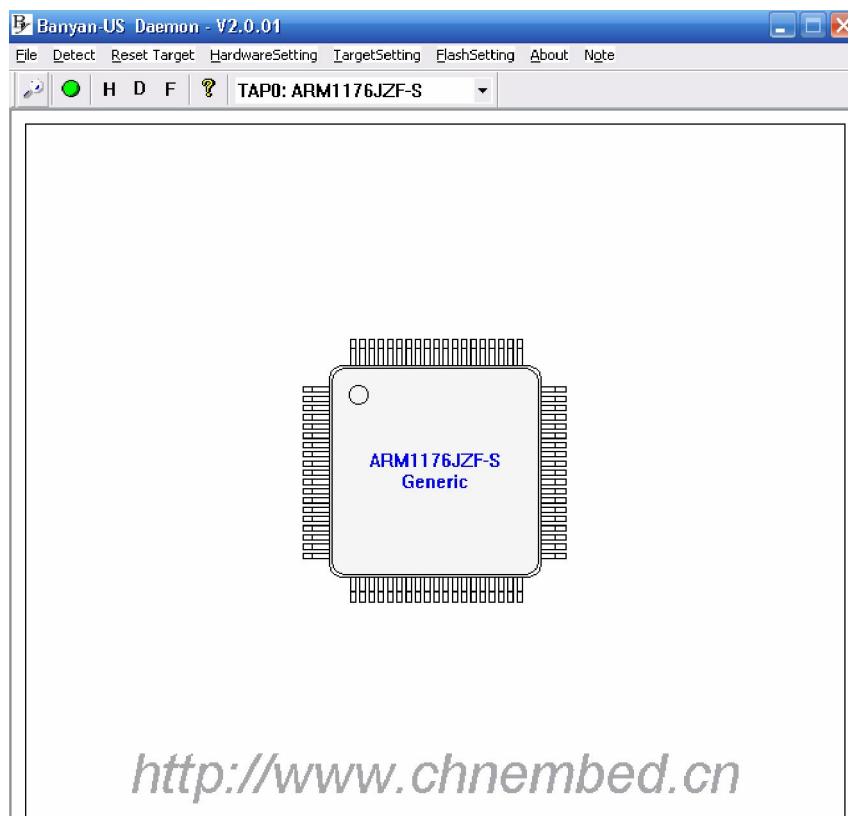 Banyan-US Daemon - V2.0.01
File Detect Reset Target HardwareSetting TargetSetting FlashSetting About Note
H D F ? TAP0: ARM1176JZF-S
ARM1176JZF-S
Generic
http://www.chnembed.cn